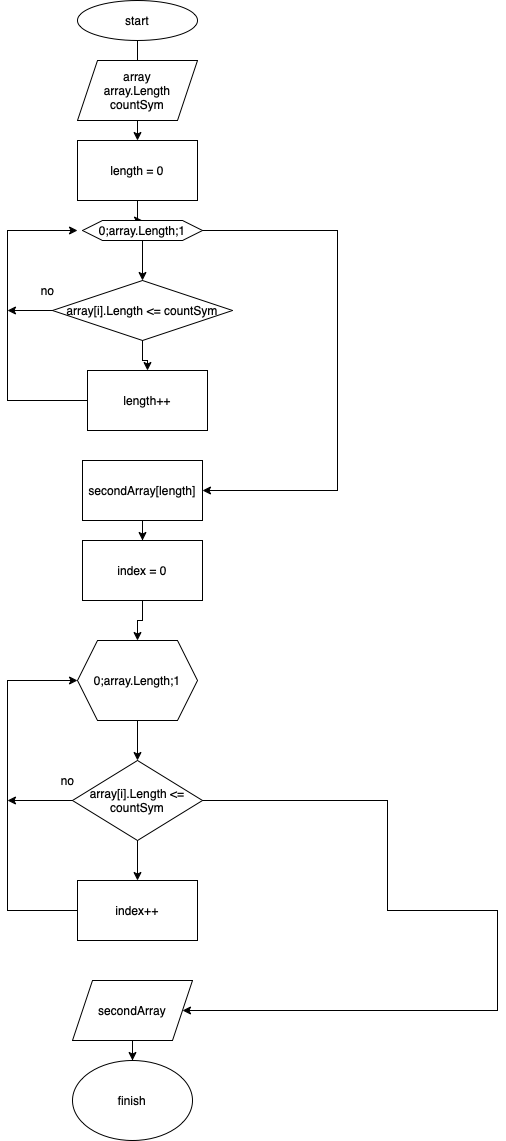 start
array
array.Length
countSym
length = 0
0;array.Length;1
no
array[i].Length <= countSym
length++
secondArray[length]
index = 0
0;array.Length;1
no
array[i].Length <=
countSym
index++
secondArray
finish